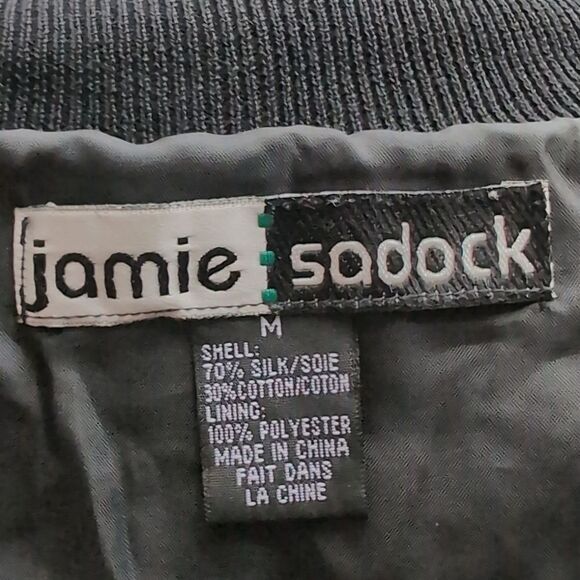 jamie sadock
M
SHELL:
70% SILK/SOIE
30% COTTON/COTON
LINING:
100% POLYESTER
MADE IN CHINA
FAIT DANS
LA CHINE